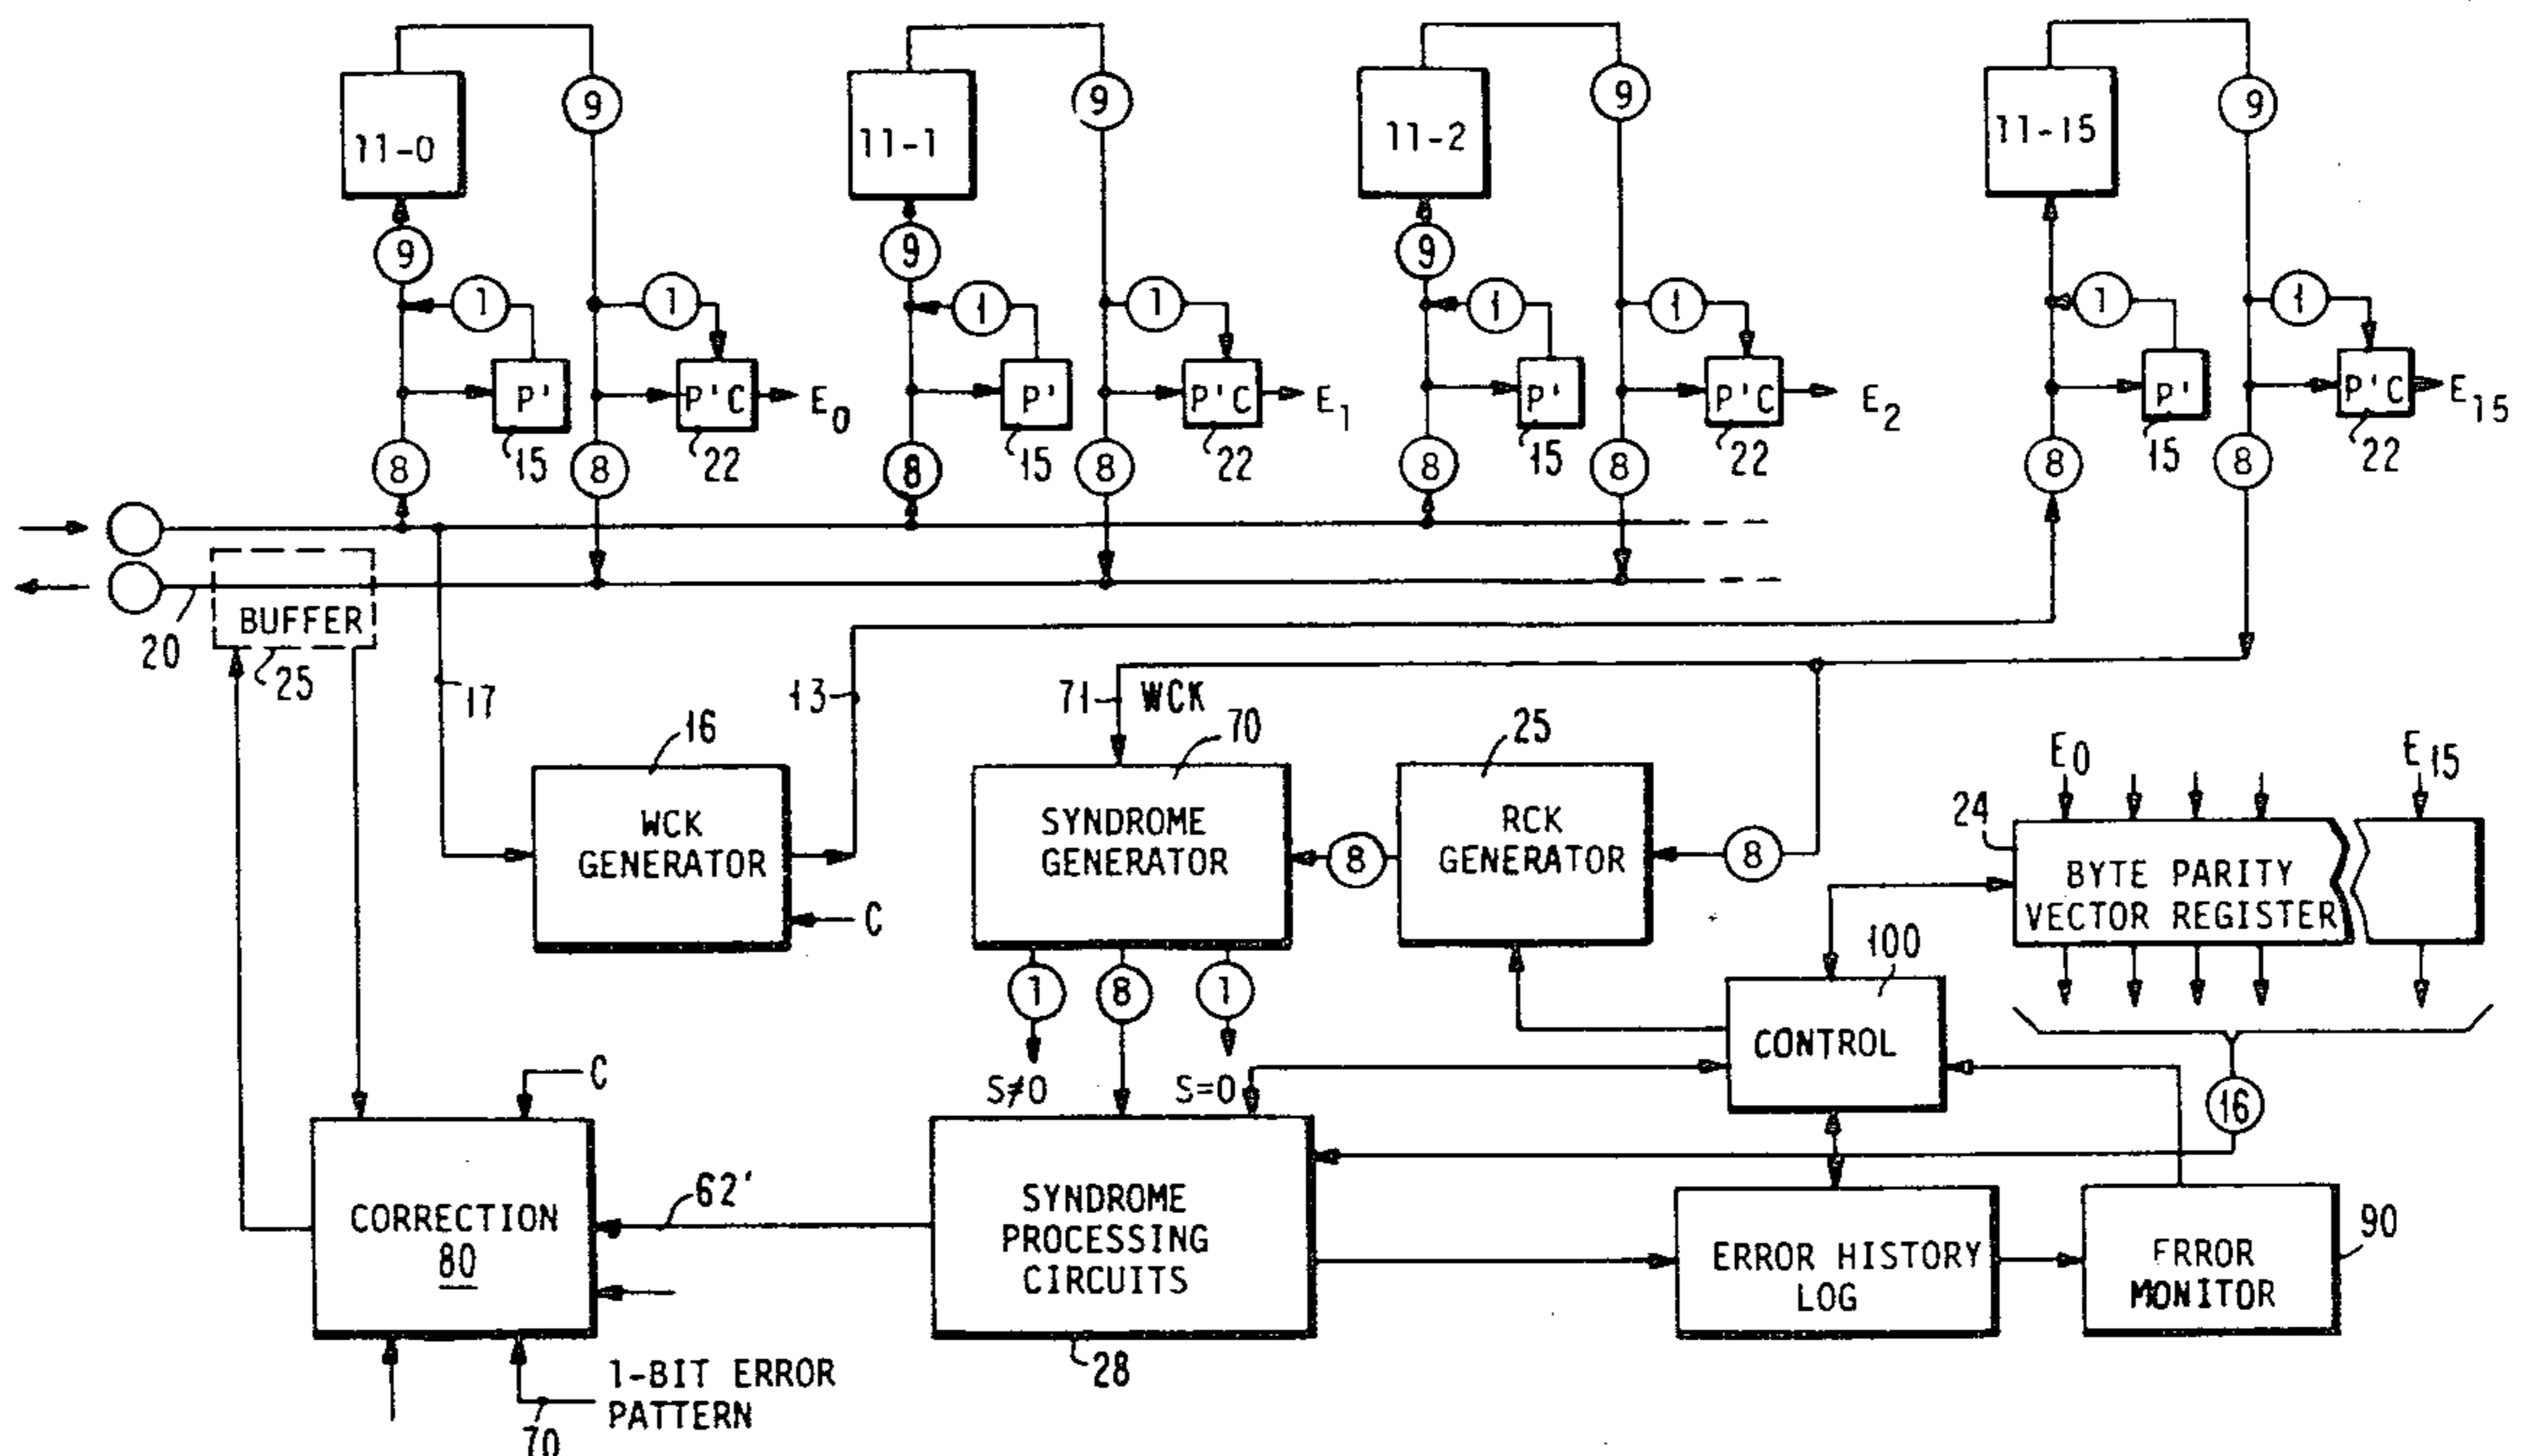 9 9 9 9
11-0 11-1 11-2 11-15
9 9 9
1 1 1 1 1 1 1 1
P' P'C E0 P' P'C E1 P' P'C E2 P' P'C E15
15 22 15 22 15 22 15 22
8 8 8 8 8 8 8 8
BUFFER
20 25 17
13 71 WCK
16 70 25
WCK
GENERATOR
C
SYNDROME
GENERATOR
8
RCK
GENERATOR
8
E0 E15
24
BYTE PARITY
VECTOR REGISTER
1 8 1
S≠0 S=0
100
CONTROL
16
C
CORRECTION
80
62'
SYNDROME
PROCESSING
CIRCUITS
28
ERROR HISTORY
LOG
FRROR
MONITOR
90
1-BIT ERROR
PATTERN
70